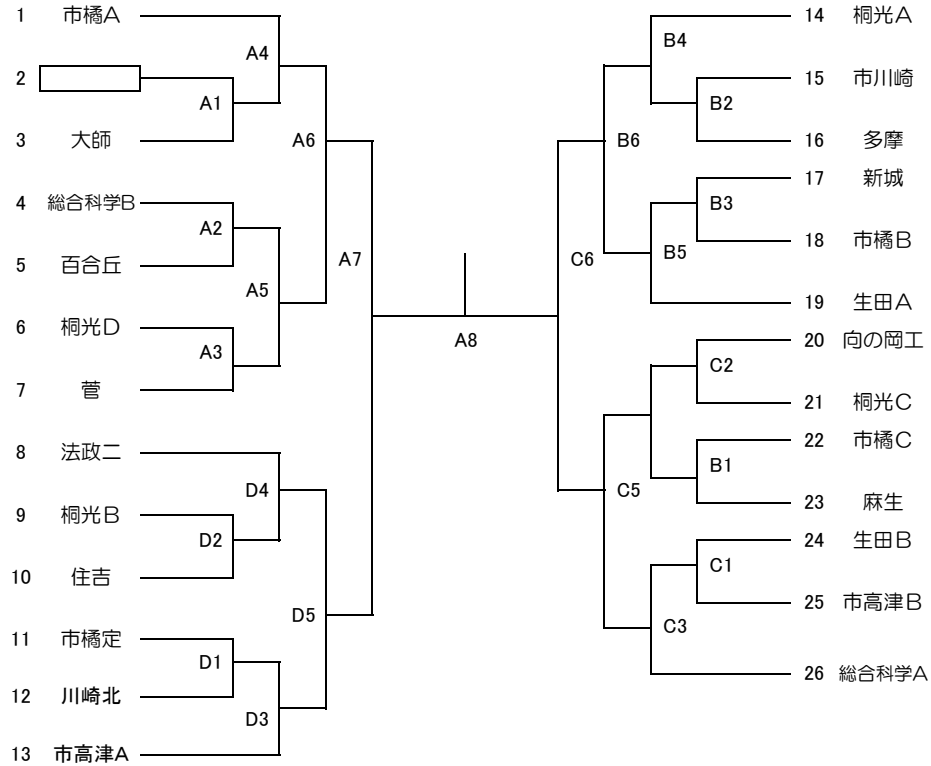 1 市橘A
2
3 大師
4 総合科学B
5 百合丘
6 桐光D
7 菅
8 法政二
9 桐光B
10 住吉
11 市橘定
12 川崎北
13 市高津A
A1
A2
A3
A4
A5
A6
A7
D1
D2
D3
D4
D5
A8
14 桐光A
15 市川崎
16 多摩
17 新城
18 市橘B
19 生田A
20 向の岡工
21 桐光C
22 市橘C
23 麻生
24 生田B
25 市高津B
26 総合科学A
B4
B2
B6
B3
B5
C6
C2
B1
C5
C1
C3